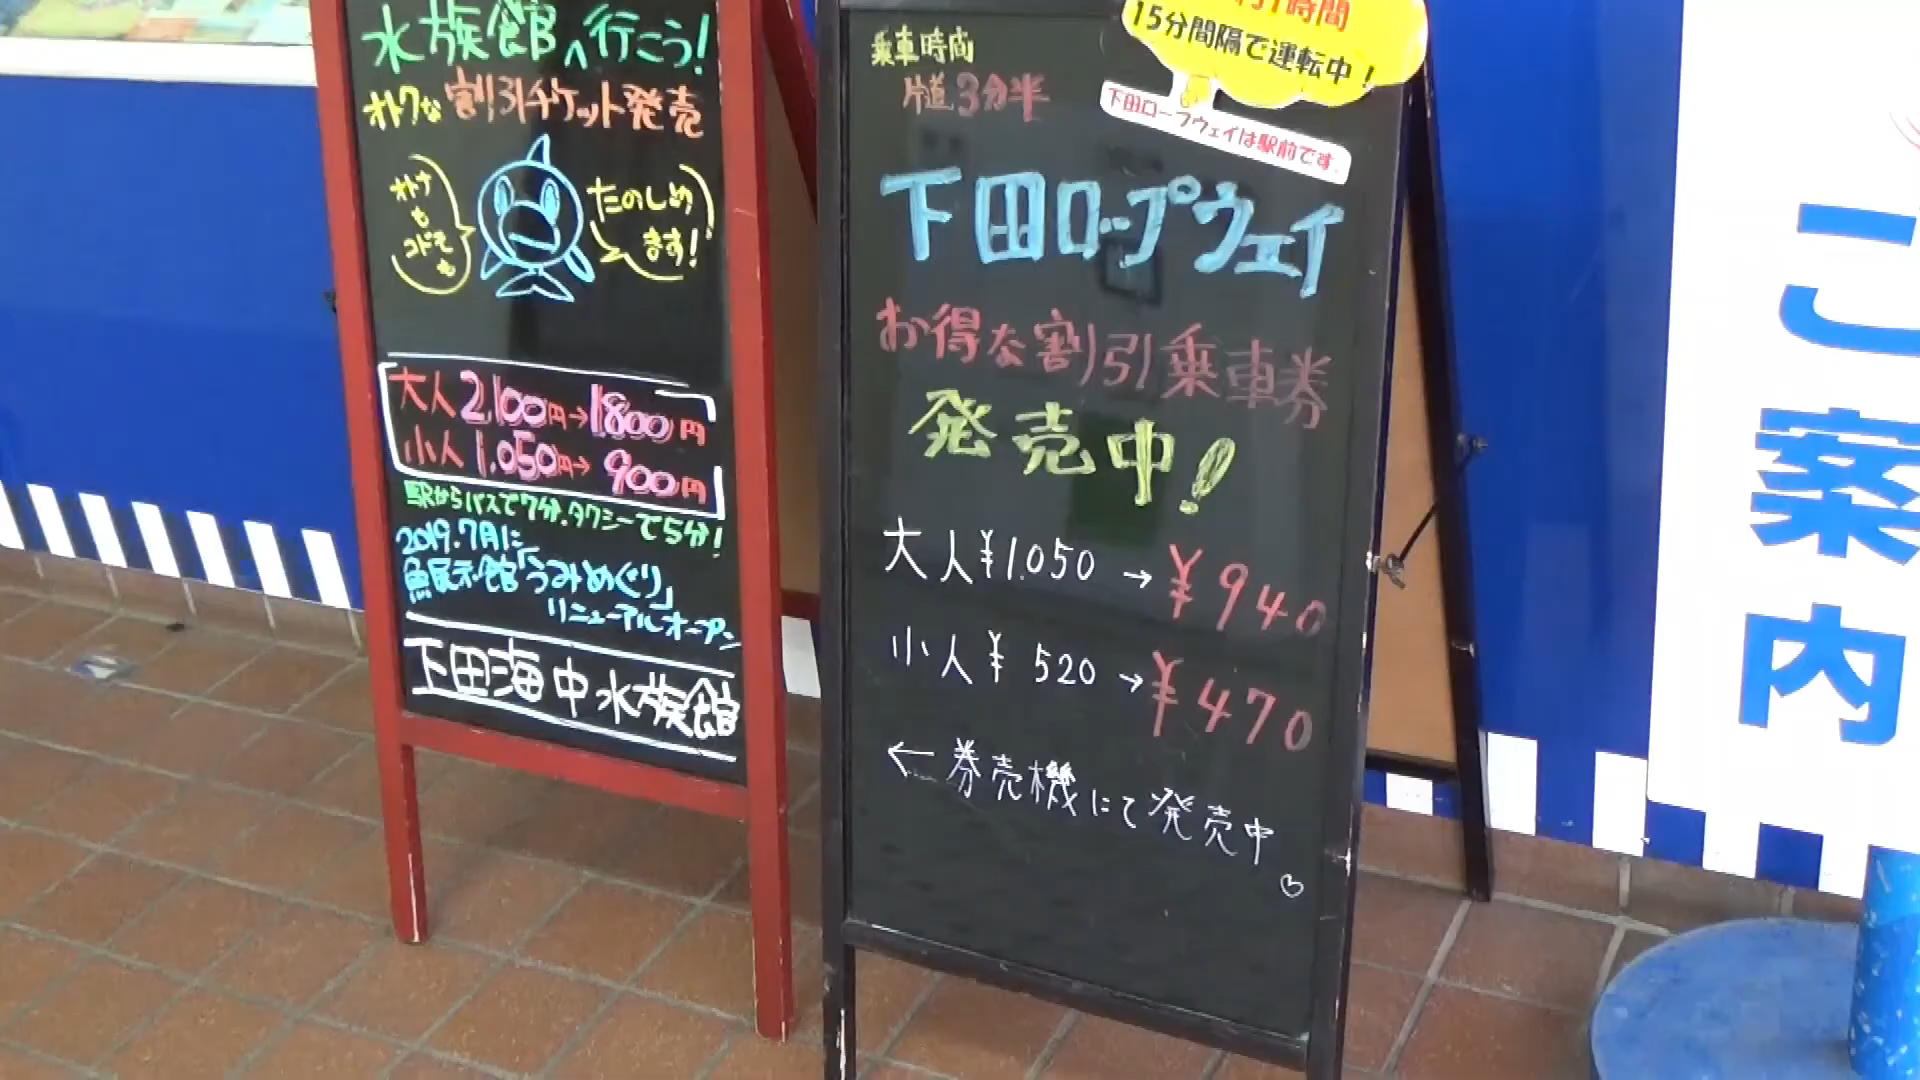 水族館へ行こう!
オトクな割引チケット発売
オトナ
も
コドモ
も
たのしめ
ます!
大人2,100円→1800円
小人1,050円→900円
駅からバスで7分.タクシーで5分!
2019.7月に
魚展示館「うみめぐり」
リニューアルオープン
下田海中水族館
乗車時間
片道3分半
時間
15分間隔で運転中!
下田ロープウェイは駅前です。
下田ロープウェイ
お得な割引乗車券
発売中!
大人¥1.050→¥940
小人¥520→¥470
←券売機にて発売中
ご案内